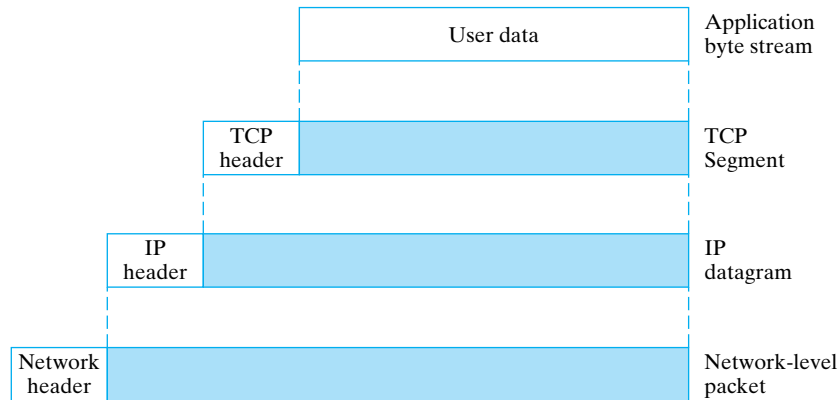 User data
Application
byte stream
TCP
header
TCP
Segment
IP
header
IP
datagram
Network
header
Network-level
packet